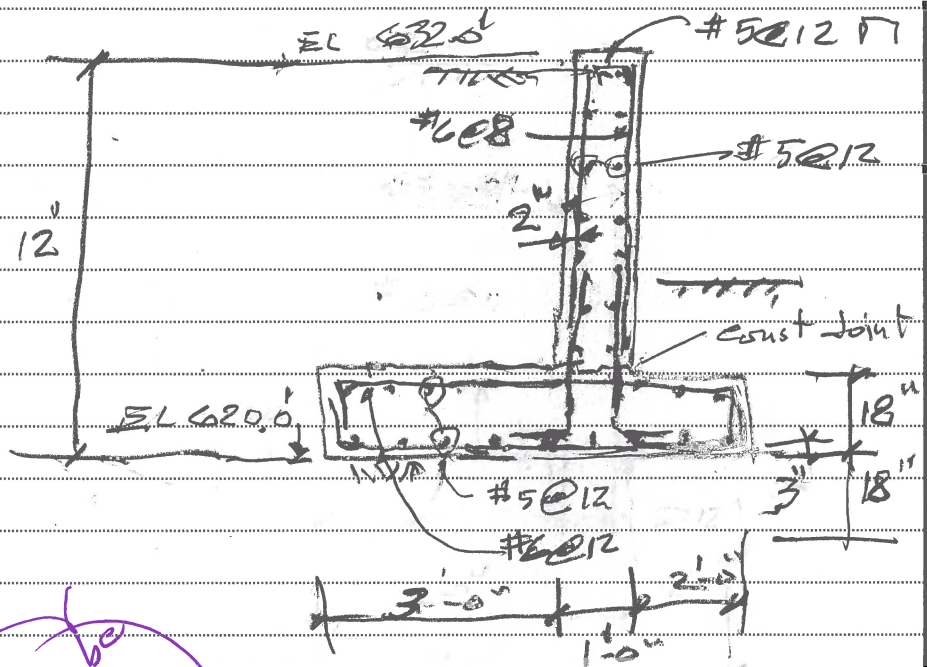 EL 632.0'
#5@12 Π
#6@8
#5@12
12'
2"
const Joint
EL 620.0'
18"
3"
18"
#5@12
#6@12
3'-0"
2'-0"
1'-0"
be